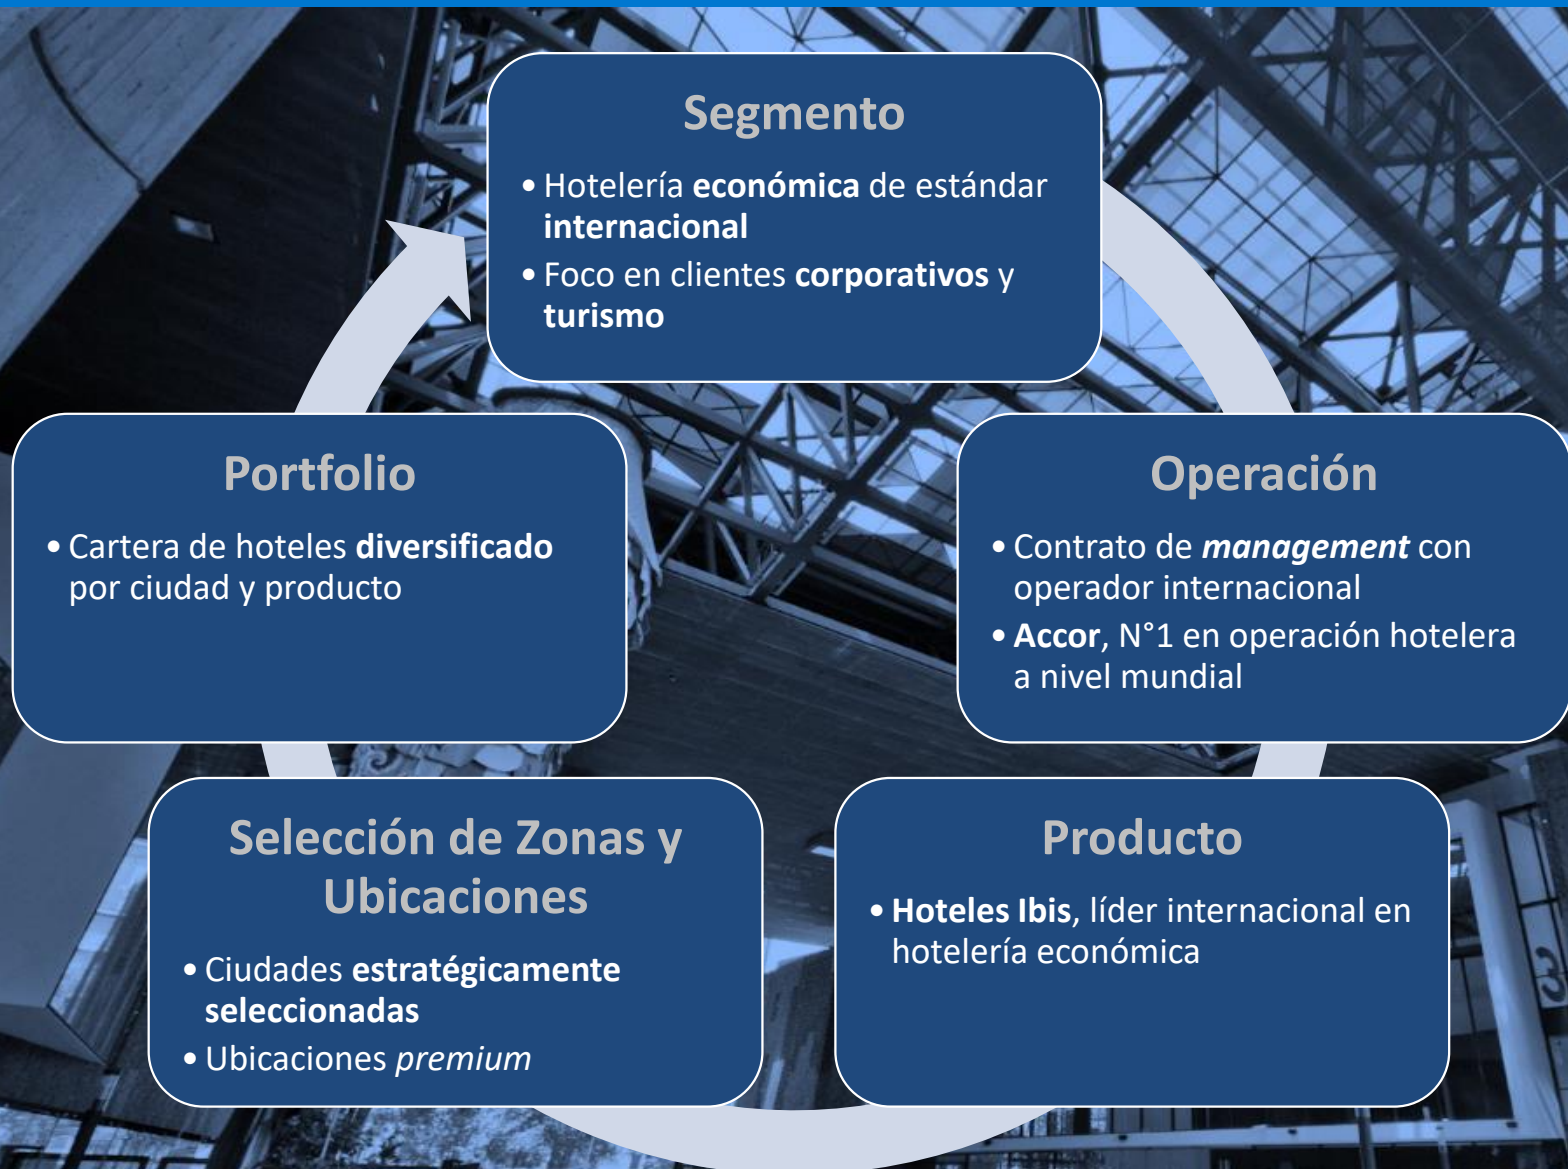 Segmento
• Hotelería económica de estándar
internacional
• Foco en clientes corporativos y
turismo
Operación
• Contrato de management con
operador internacional
• Accor, N°1 en operación hotelera
a nivel mundial
Producto
• Hoteles Ibis, líder internacional en
hotelería económica
Selección de Zonas y
Ubicaciones
• Ciudades estratégicamente
seleccionadas
• Ubicaciones premium
Portfolio
• Cartera de hoteles diversificado
por ciudad y producto